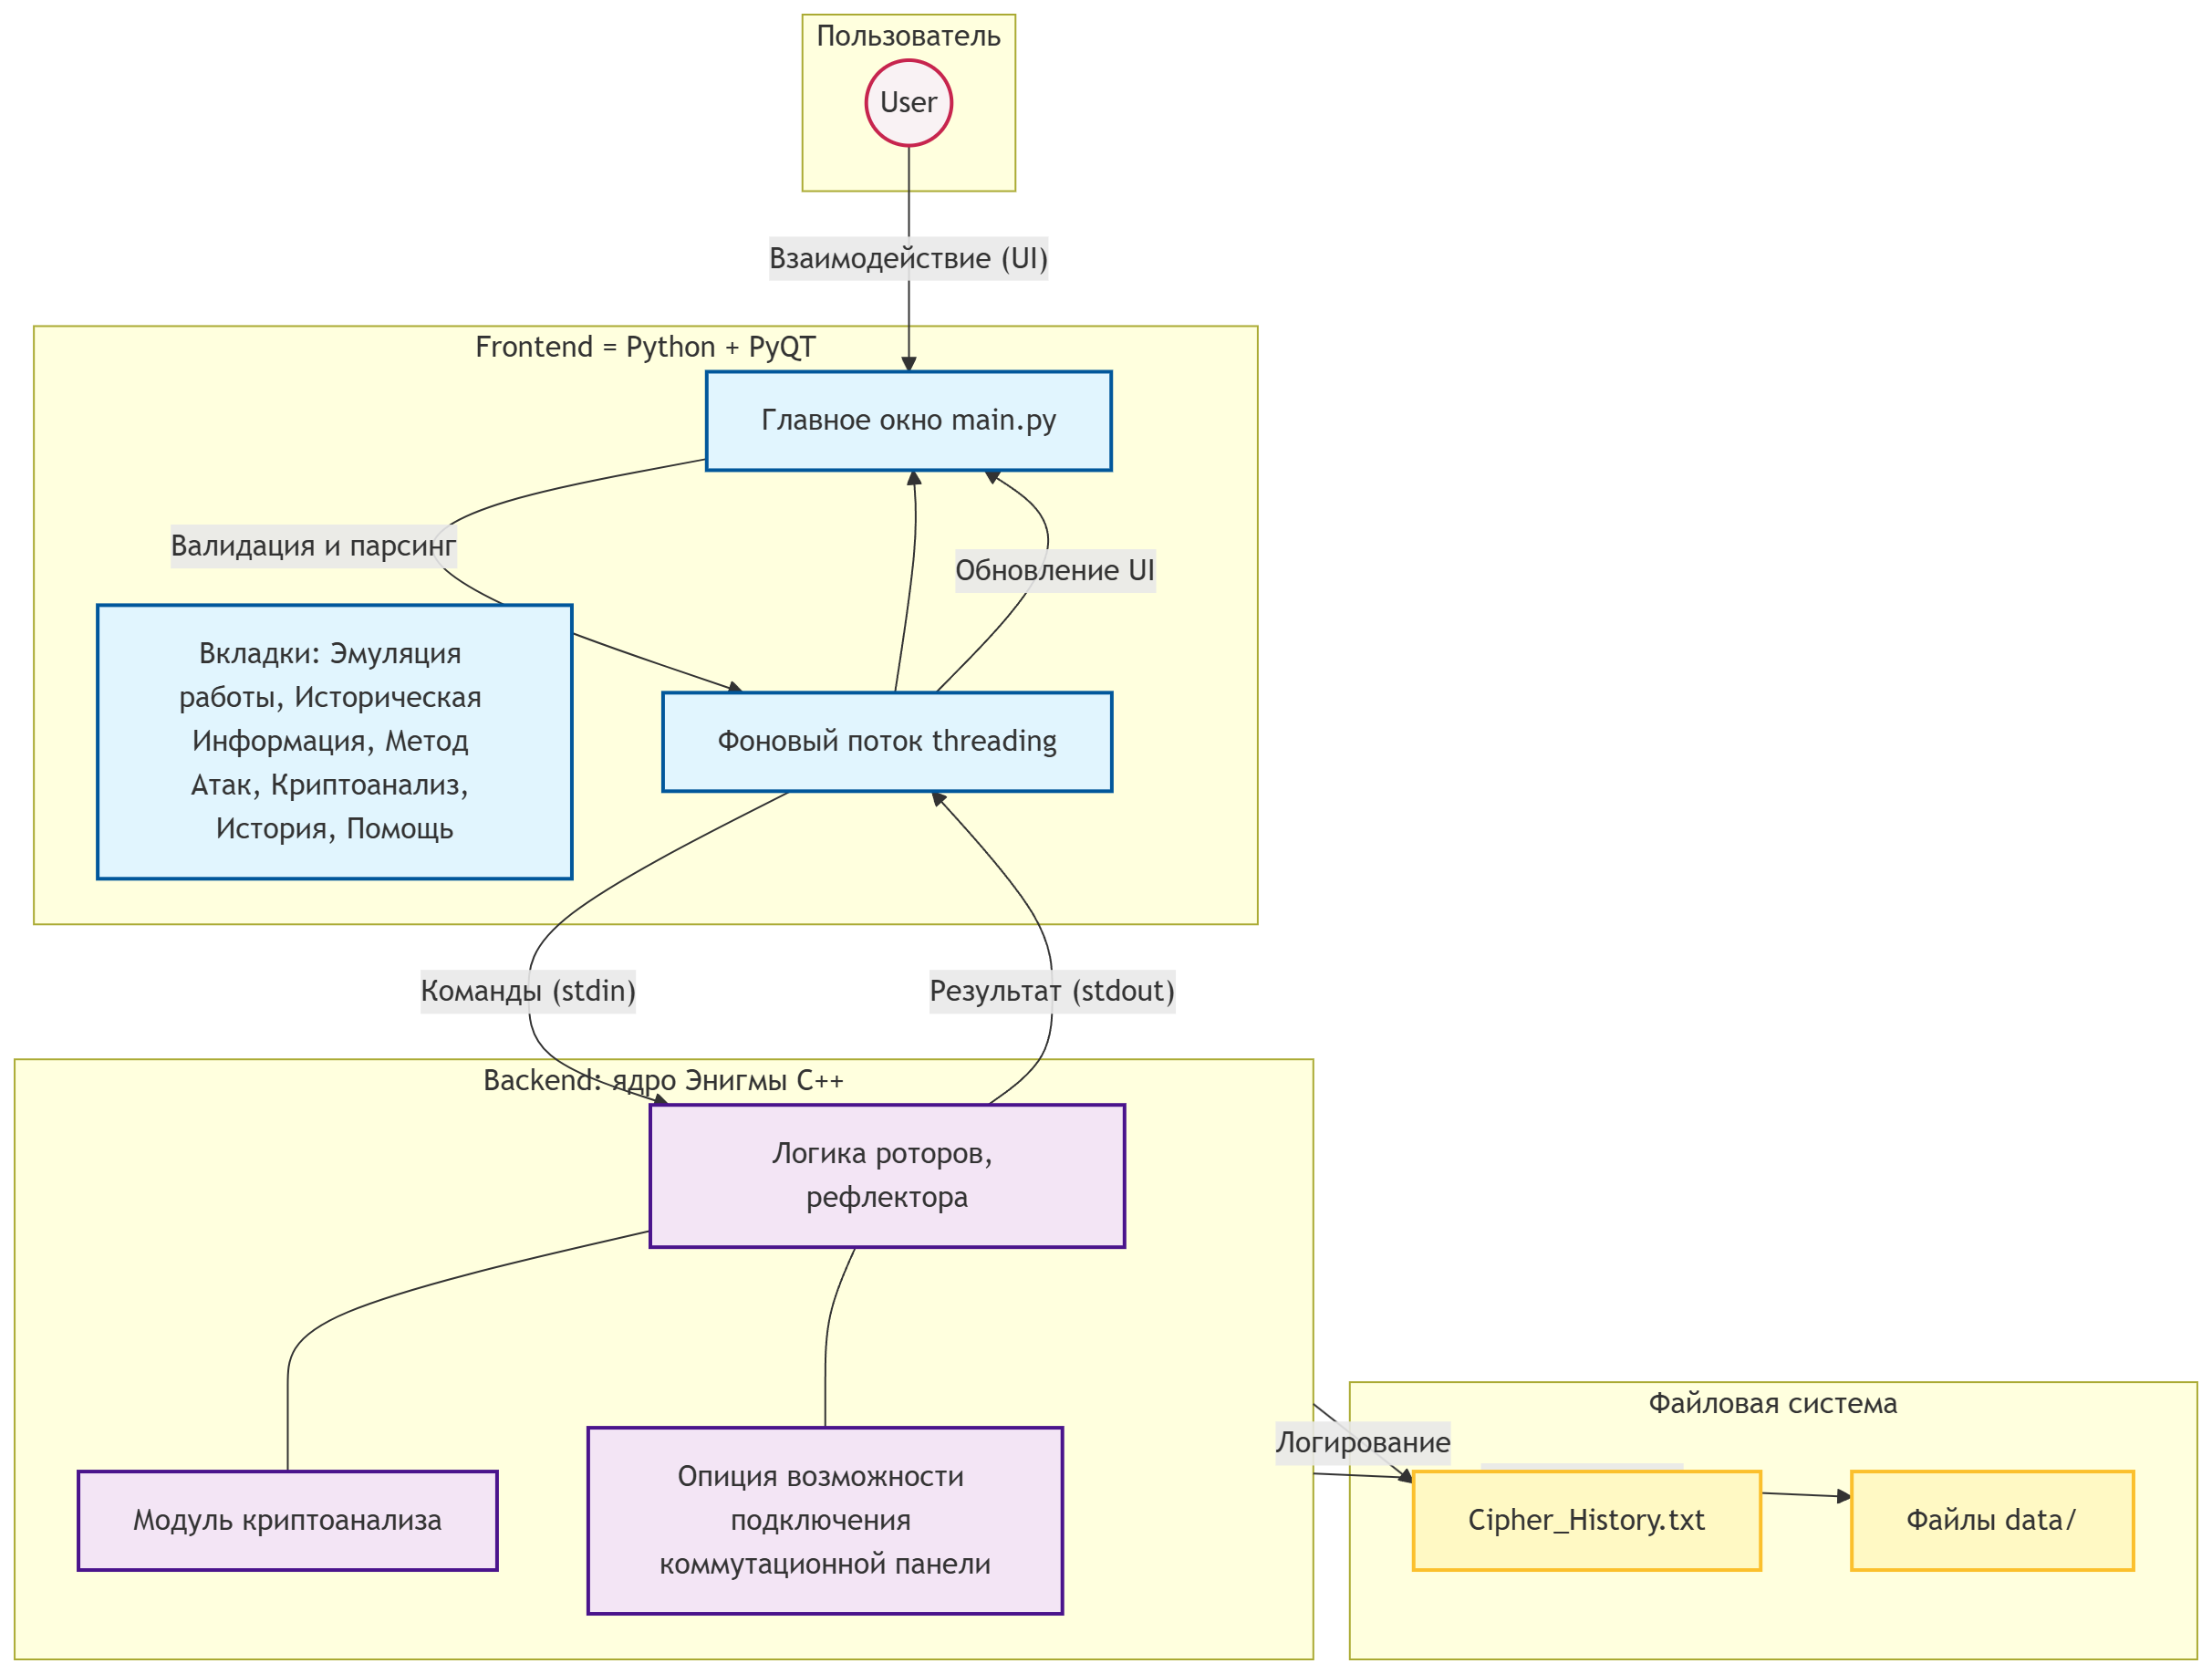 Пользователь
User
Взаимодействие (UI)
Frontend = Python + PyQT
Главное окно main.py
Валидация и парсинг
Обновление UI
Вкладки: Эмуляция
работы, Историческая
Информация, Метод
Атак, Криптоанализ,
История, Помощь
Фоновый поток threading
Команды (stdin)
Результат (stdout)
Backend: ядро Энигмы C++
Логика роторов,
рефлектора
Модуль криптоанализа
Опиция возможности
подключения
коммутационной панели
Логирование
Файловая система
Cipher_History.txt
Файлы data/